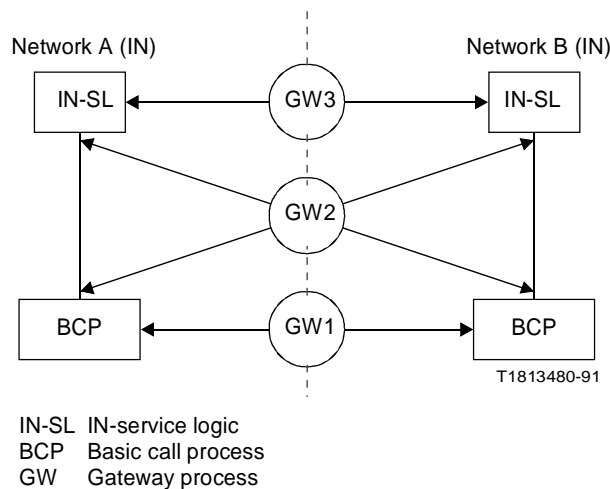 Network A (IN)
Network B (IN)
IN-SL
GW3
IN-SL
GW2
BCP
GW1
BCP
T1813480-91
IN-SL IN-service logic
BCP Basic call process
GW Gateway process